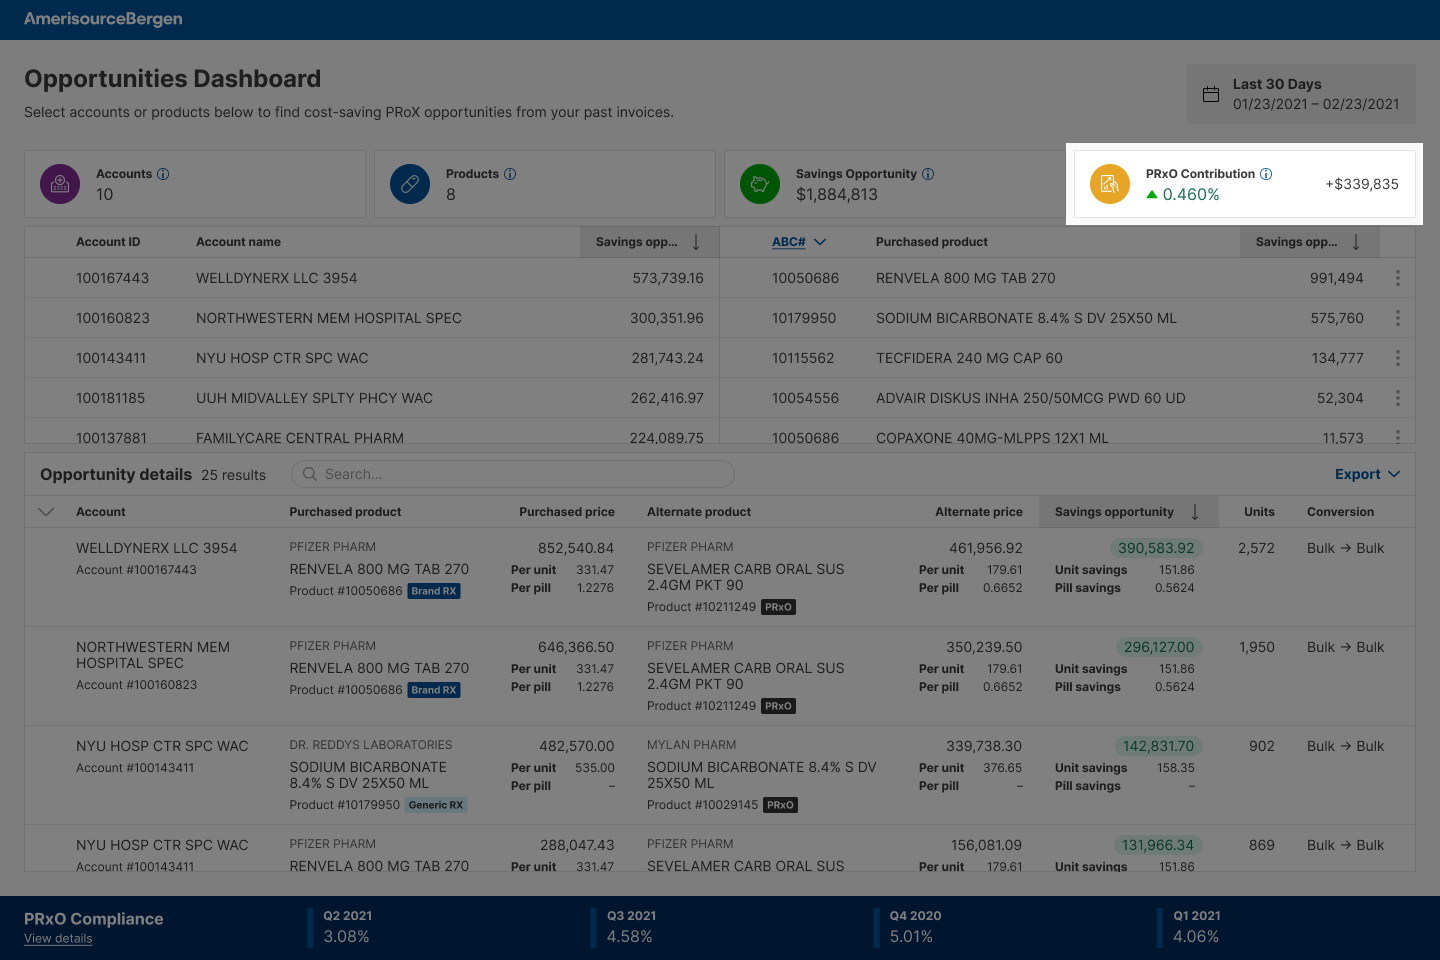 AmerisourceBergen
Opportunities Dashboard
Select accounts or products below to find cost-saving PRoX opportunities from your past invoices.
Last 30 Days
01/23/2021 – 02/23/2021
Accounts
10
Products
8
Savings Opportunity
$1,884,813
PRxO Contribution
0.460%
+$339,835
Account ID Account name Savings opp... ABC# Purchased product Savings opp...
100167443 WELLDYNERX LLC 3954 573,739.16 10050686 RENVELA 800 MG TAB 270 991,494
100160823 NORTHWESTERN MEM HOSPITAL SPEC 300,351.96 10179950 SODIUM BICARBONATE 8.4% S DV 25X50 ML 575,760
100143411 NYU HOSP CTR SPC WAC 281,743.24 10115562 TECFIDERA 240 MG CAP 60 134,777
100181185 UUH MIDVALLEY SPLTY PHCY WAC 262,416.97 10054556 ADVAIR DISKUS INHA 250/50MCG PWD 60 UD 52,304
100137881 FAMILYCARE CENTRAL PHARM 224,089.75 10050686 COPAXONE 40MG-MLPPS 12X1 ML 11,573
Opportunity details 25 results Search... Export
Account Purchased product Purchased price Alternate product Alternate price Savings opportunity Units Conversion
WELLDYNERX LLC 3954 PFIZER PHARM 852,540.84 PFIZER PHARM 461,956.92 390,583.92 2,572 Bulk → Bulk
Account #100167443 RENVELA 800 MG TAB 270 Per unit 331.47 SEVELAMER CARB ORAL SUS Per unit 179.61 Unit savings 151.86
2.4GM PKT 90
Product #10050686 Brand RX Per pill 1.2276 Per pill 0.6652 Pill savings 0.5624
Product #10211249 PRxO
NORTHWESTERN MEM PFIZER PHARM 646,366.50 PFIZER PHARM 350,239.50 296,127.00 1,950 Bulk → Bulk
HOSPITAL SPEC RENVELA 800 MG TAB 270 Per unit 331.47 SEVELAMER CARB ORAL SUS Per unit 179.61 Unit savings 151.86
2.4GM PKT 90
Account #100160823 Product #10050686 Brand RX Per pill 1.2276 Per pill 0.6652 Pill savings 0.5624
Product #10211249 PRxO
NYU HOSP CTR SPC WAC DR. REDDYS LABORATORIES 482,570.00 MYLAN PHARM 339,738.30 142,831.70 902 Bulk → Bulk
Account #100143411 SODIUM BICARBONATE Per unit 535.00 SODIUM BICARBONATE 8.4% S DV Per unit 376.65 Unit savings 158.35
8.4% S DV 25X50 ML Per pill – 25X50 ML Per pill – Pill savings –
Product #10179950 Generic RX Product #10029145 PRxO
NYU HOSP CTR SPC WAC PFIZER PHARM 288,047.43 PFIZER PHARM 156,081.09 131,966.34 869 Bulk → Bulk
Account #100143411 RENVELA 800 MG TAB 270 Per unit 331.47 SEVELAMER CARB ORAL SUS Per unit 179.61 Unit savings 151.86
PRxO Compliance
View details
Q2 2021
3.08%
Q3 2021
4.58%
Q4 2020
5.01%
Q1 2021
4.06%